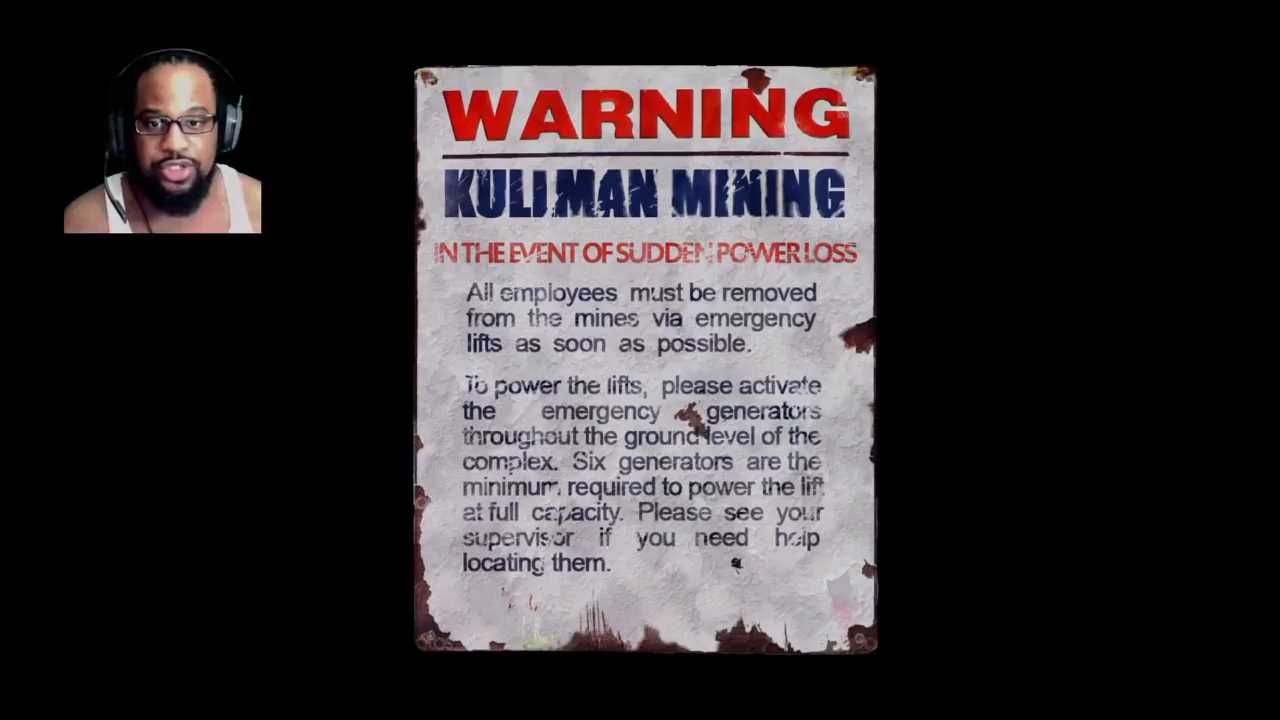 WARNING
KULLMAN MINING
IN THE EVENT OF SUDDEN POWER LOSS
All employees must be removed
from the mines via emergency
lifts as soon as possible.
To power the lifts, please activate
the emergency generators
throughout the ground level of the
complex. Six generators are the
minimum required to power the lift
at full capacity. Please see your
supervisor if you need help
locating them.